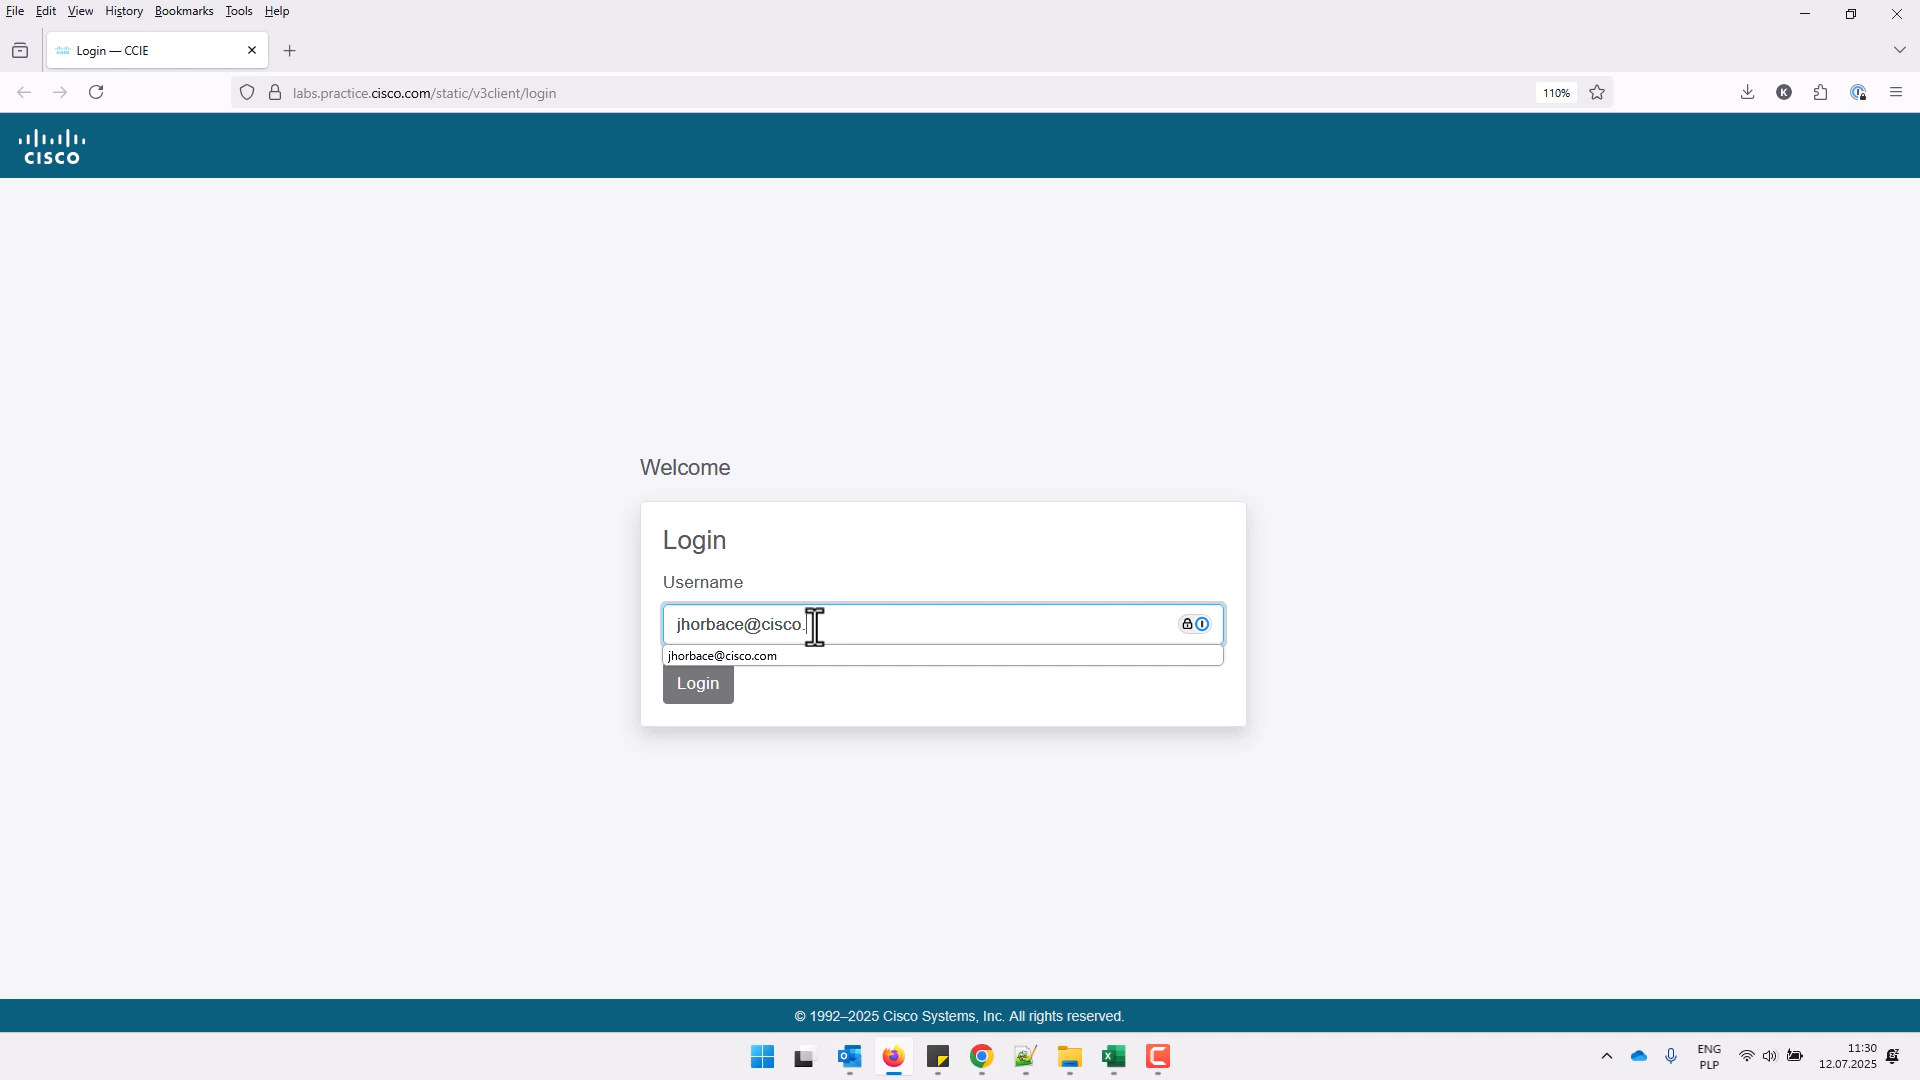 File Edit View History Bookmarks Tools Help
Login — CCIE
labs.practice.cisco.com/static/v3client/login
110%
K
CISCO
Welcome
Login
Username
jhorbace@cisco.
jhorbace@cisco.com
Login
© 1992–2025 Cisco Systems, Inc. All rights reserved.
ENG
PLP
11:30
12.07.2025